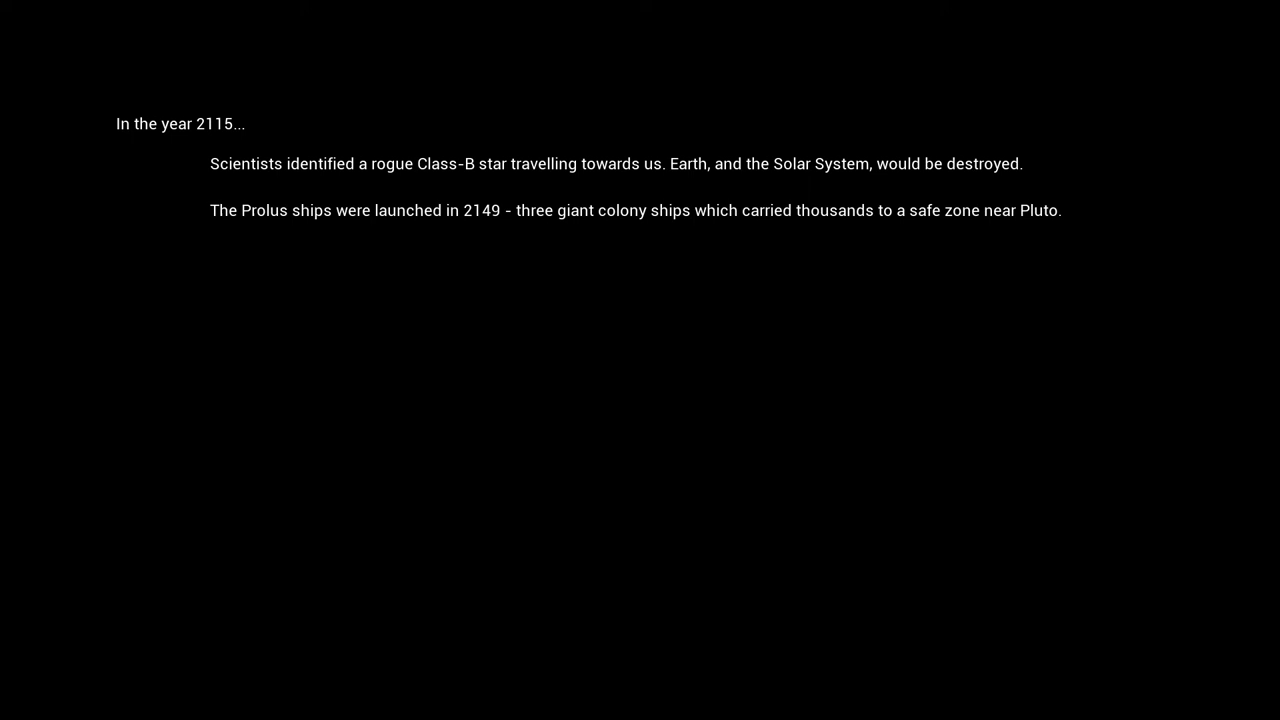 In the year 2115...
Scientists identified a rogue Class-B star travelling towards us. Earth, and the Solar System, would be destroyed.
The Prolus ships were launched in 2149 - three giant colony ships which carried thousands to a safe zone near Pluto.